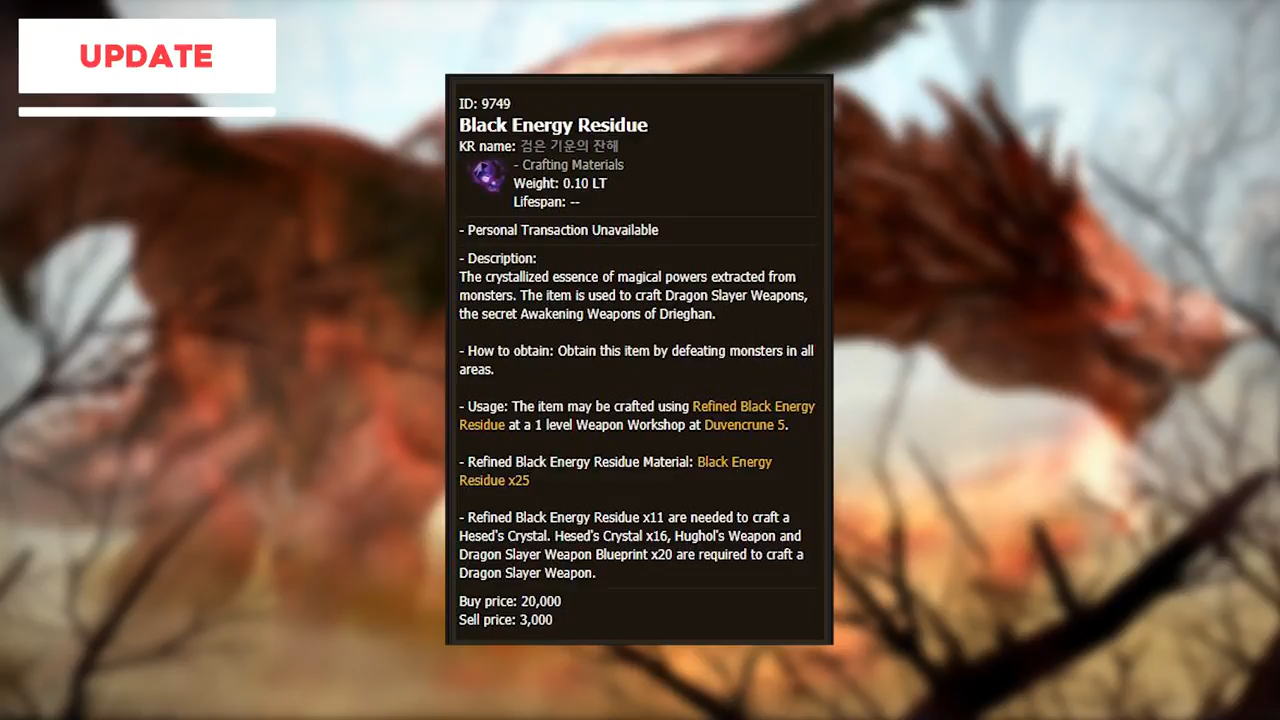 UPDATE
ID: 9749
Black Energy Residue
KR name: 검은 기운의 잔해
- Crafting Materials
Weight: 0.10 LT
Lifespan: --
- Personal Transaction Unavailable
- Description:
The crystallized essence of magical powers extracted from
monsters. The item is used to craft Dragon Slayer Weapons,
the secret Awakening Weapons of Drieghan.
- How to obtain: Obtain this item by defeating monsters in all
areas.
- Usage: The item may be crafted using Refined Black Energy
Residue at a 1 level Weapon Workshop at Duvencrune 5.
- Refined Black Energy Residue Material: Black Energy
Residue x25
- Refined Black Energy Residue x11 are needed to craft a
Hesed's Crystal. Hesed's Crystal x16, Hughol's Weapon and
Dragon Slayer Weapon Blueprint x20 are required to craft a
Dragon Slayer Weapon.
Buy price: 20,000
Sell price: 3,000